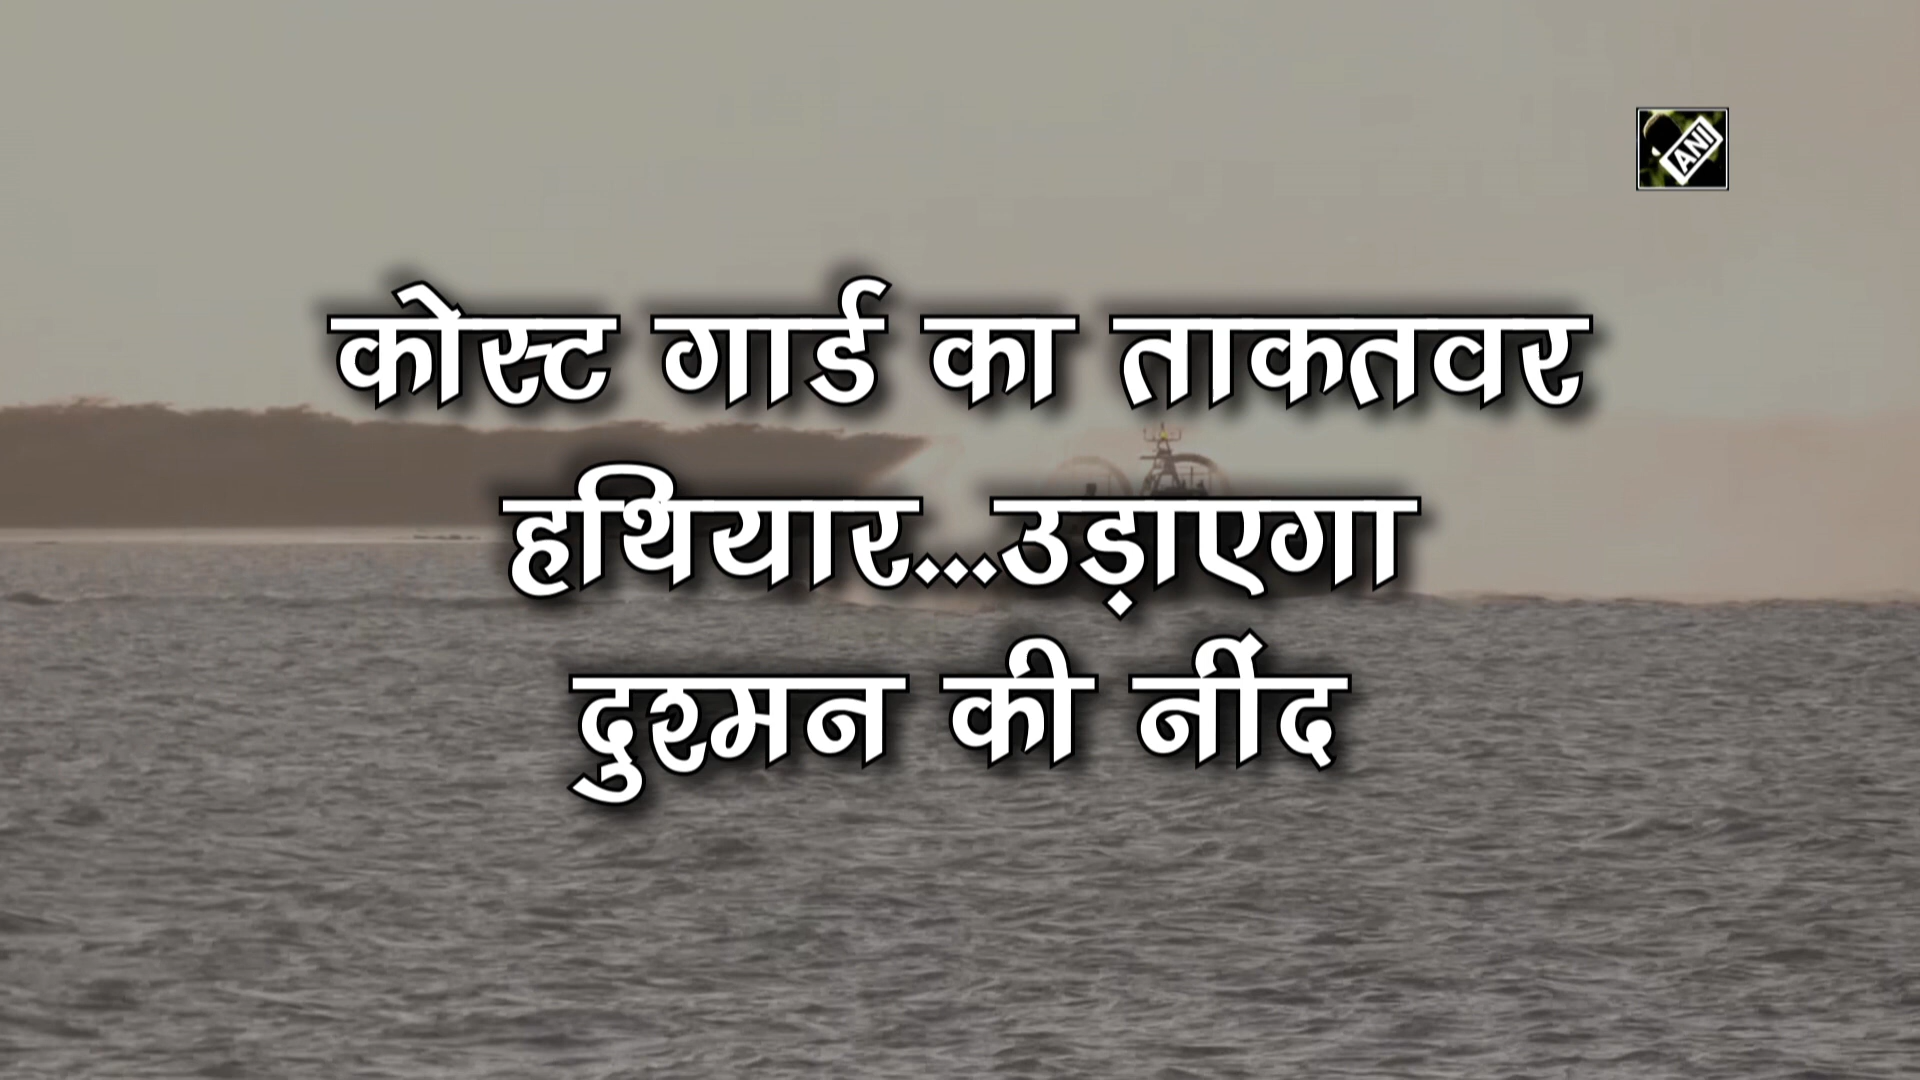 ANI
कोस्ट गार्ड का ताकतवर
हथियार...उड़ाएगा
दुश्मन की नींद